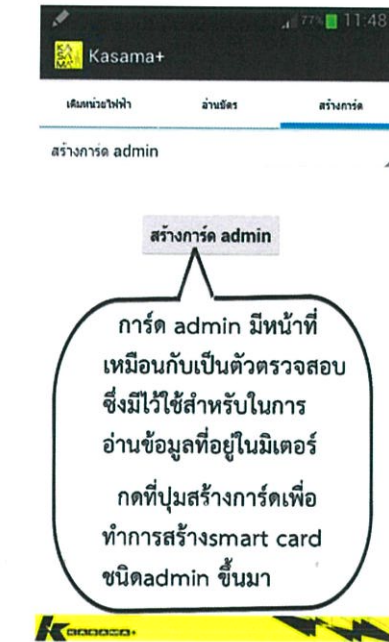 77% 11:48
KASAMA
Kasama+
เติมหน่วยไฟฟ้า
อ่านบัตร
สร้างการ์ด
สร้างการ์ด admin
สร้างการ์ด admin
การ์ด admin มีหน้าที่
เหมือนกับเป็นตัวตรวจสอบ
ซึ่งมีไว้ใช้สำหรับในการ
อ่านข้อมูลที่อยู่ในมิเตอร์
กดที่ปุ่มสร้างการ์ดเพื่อ
ทำการสร้างsmart card
ชนิดadmin ขึ้นมา
KASAMA+